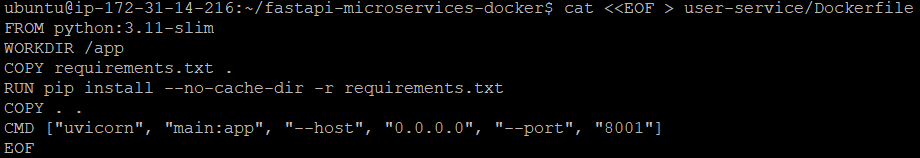 ubuntu@ip-172-31-14-216:~/fastapi-microservices-docker$ cat <<EOF > user-service/Dockerfile
FROM python:3.11-slim
WORKDIR /app
COPY requirements.txt .
RUN pip install --no-cache-dir -r requirements.txt
COPY . .
CMD ["uvicorn", "main:app", "--host", "0.0.0.0", "--port", "8001"]
EOF